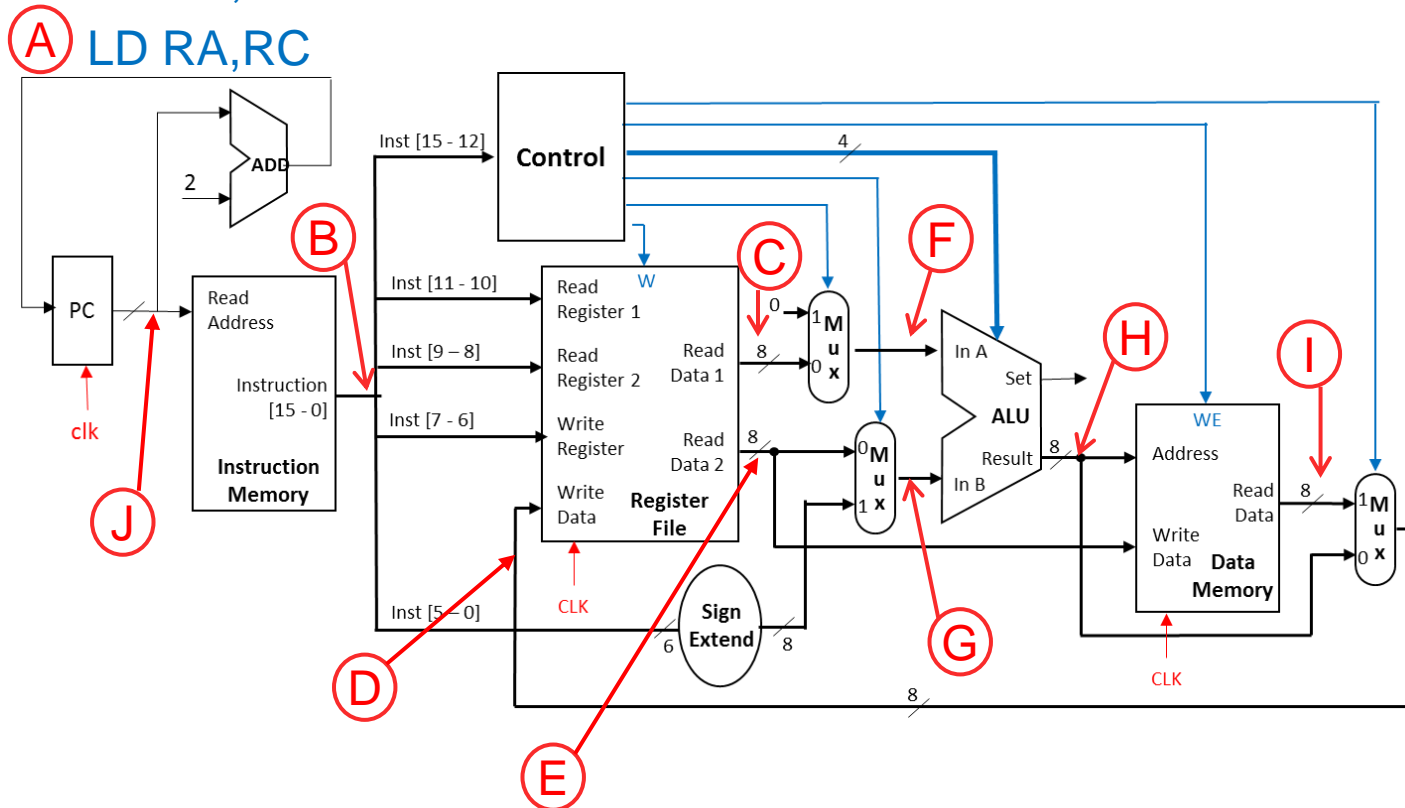 A LD RA,RC
Control
Inst [15 - 12]
4
ADD
2
B
C
F
Inst [11 - 10]
W
PC
Read
Address
Instruction
[15 - 0]
Instruction
Memory
clk
J
Read
Register 1
Inst [9 – 8]
Read
Register 2
Read
Data 1
8
Inst [7 - 6]
Write
Register
Read
Data 2
8
Write
Data
Register
File
CLK
0
1
0
M
u
x
0
1
M
u
x
In A
Set
ALU
Result
In B
8
H
I
WE
Address
Read
Data
8
Write
Data
Data
Memory
CLK
1
0
M
u
x
Inst [5 – 0]
6
Sign
Extend
8
G
D
8
E